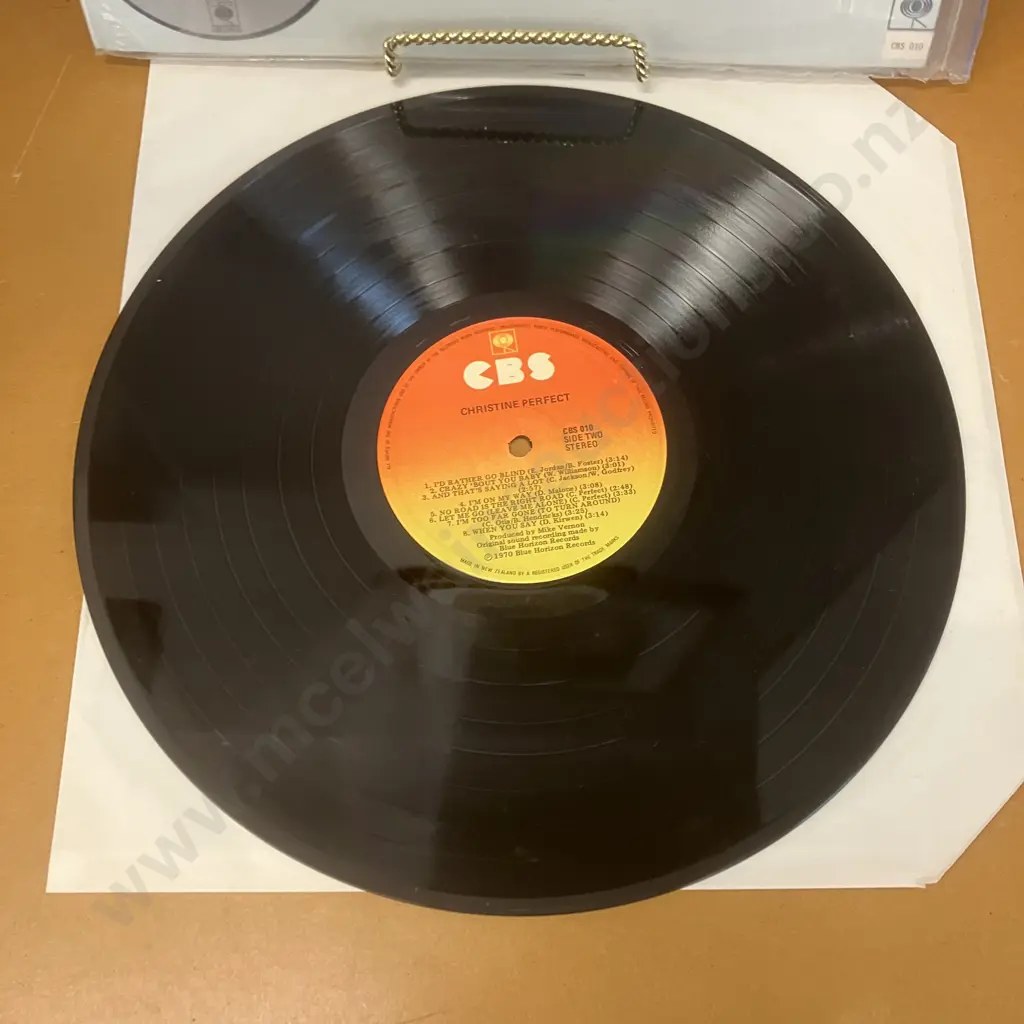 CBS 010
CBS
CHRISTINE PERFECT
CBS 010
SIDE TWO
STEREO
1. I'D RATHER GO BLIND (E. Jordan/B. Foster) (3:14)
2. CRAZY 'BOUT YOU BABY (W. Williamson) (3:01)
3. AND THAT'S SAYING A LOT (C. Jackson/W. Godfrey)
(2:57)
4. I'M ON MY WAY (D. Malone) (3:08)
5. NO ROAD IS THE RIGHT ROAD (C. Perfect) (2:48)
6. LET ME GO (LEAVE ME ALONE) (C. Perfect) (3:33)
7. I'M TOO FAR GONE (TO TURN AROUND)
(C. Otis/B. Hendricks) (3:25)
8. WHEN YOU SAY (D. Kirwen) (3:14)
Produced by Mike Vernon
Original sound recording made by
Blue Horizon Records
℗ 1970 Blue Horizon Records
MADE IN NEW ZEALAND BY A REGISTERED USER OF THE TRADE MARKS